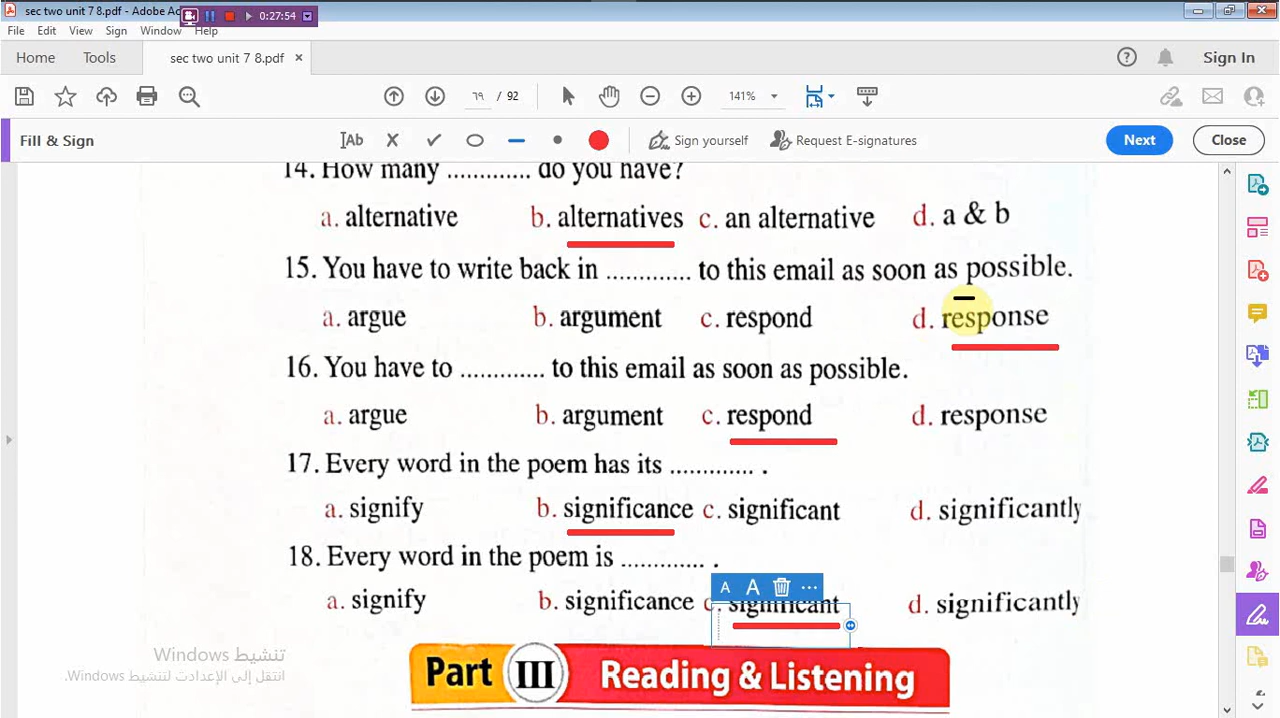 sec two unit 7 8.pdf - Adobe Ac
0:27:54
File Edit View Sign Window Help
Home Tools sec two unit 7 8.pdf × Sign In
٦٩ / 92 141%
Fill & Sign Ab Sign yourself Request E-signatures Next Close
14. How many ............. do you have?
a. alternative b. alternatives c. an alternative d. a & b
15. You have to write back in ............. to this email as soon as possible.
a. argue b. argument c. respond d. response
16. You have to ............. to this email as soon as possible.
a. argue b. argument c. respond d. response
17. Every word in the poem has its ............. .
a. signify b. significance c. significant d. significantly
18. Every word in the poem is ............. .
A A ...
a. signify b. significance c. significant d. significantly
تنشيط Windows
انتقل إلى الإعدادت لتنشيط Windows.
Part III Reading & Listening